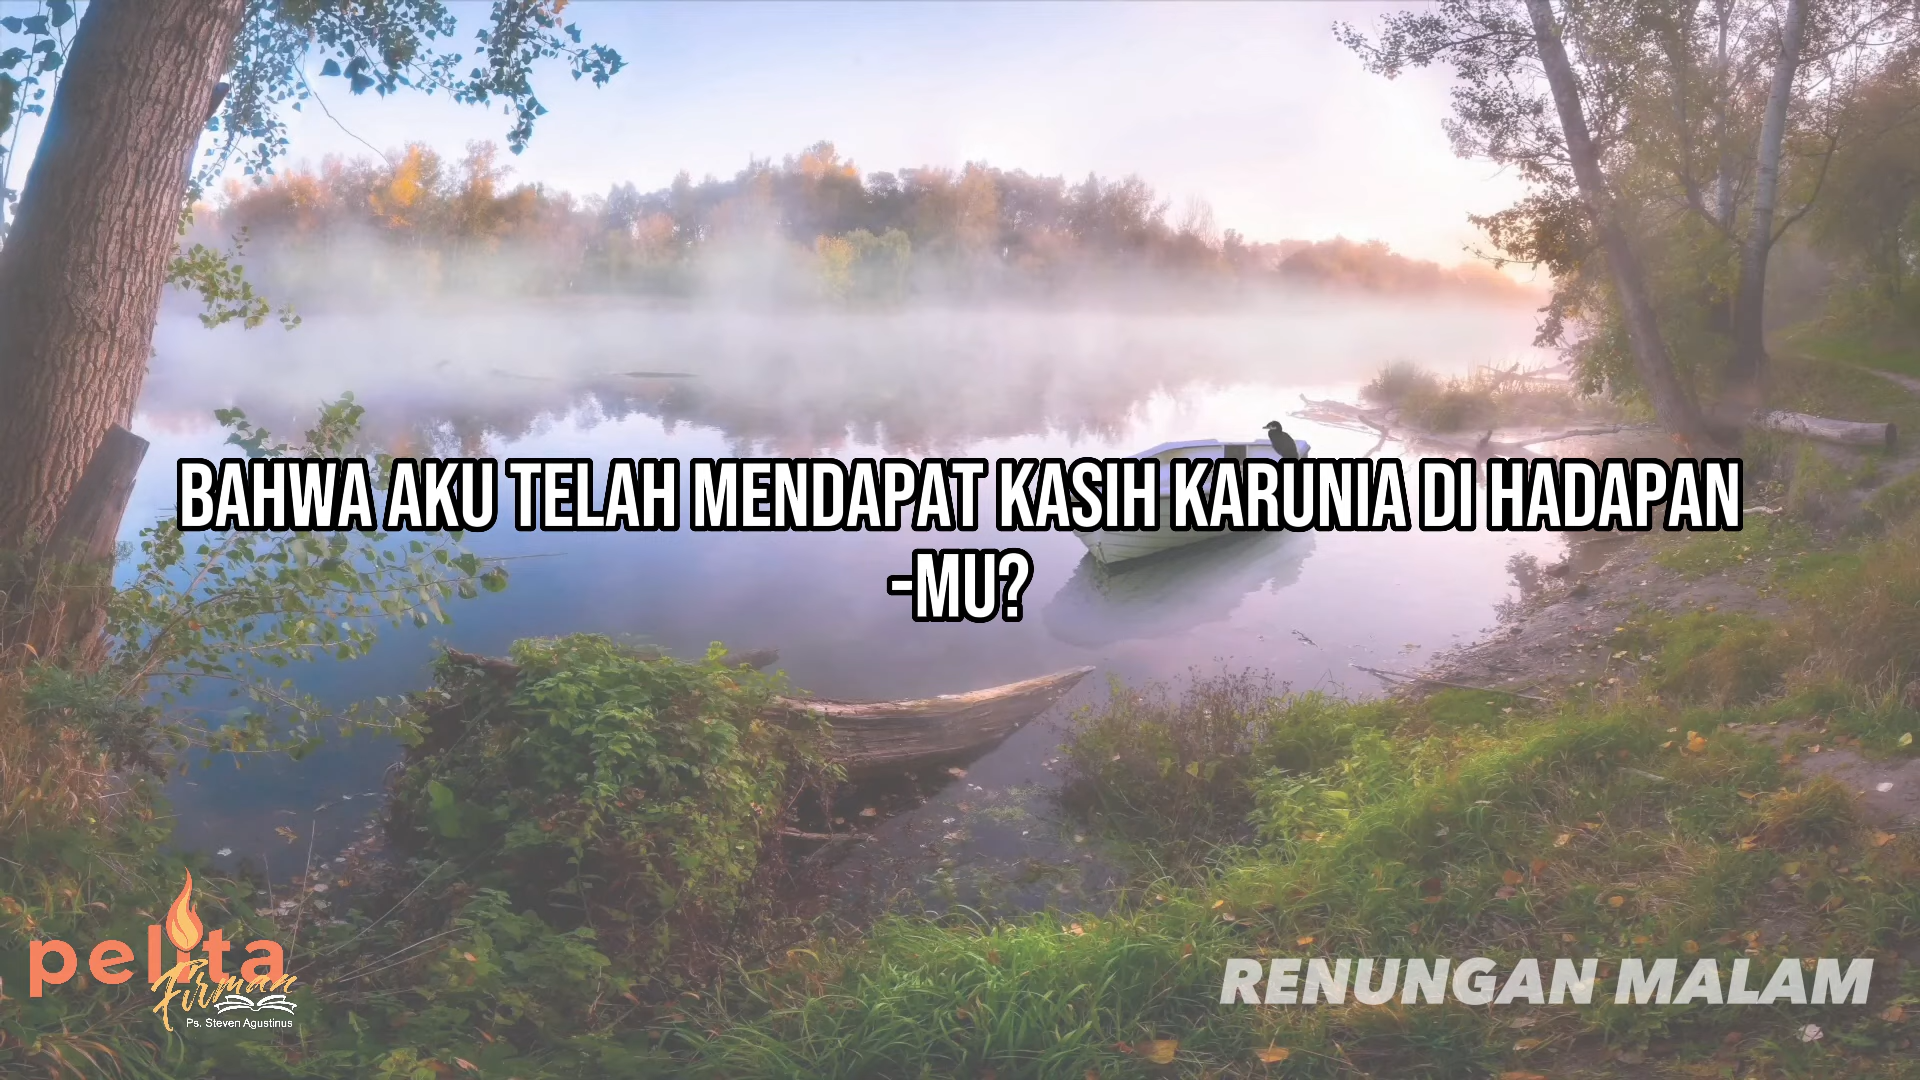 BAHWA AKU TELAH MENDAPAT KASIH KARUNIA DI HADAPAN
-MU?
pelita
Firman
Ps. Steven Agustinus
RENUNGAN MALAM